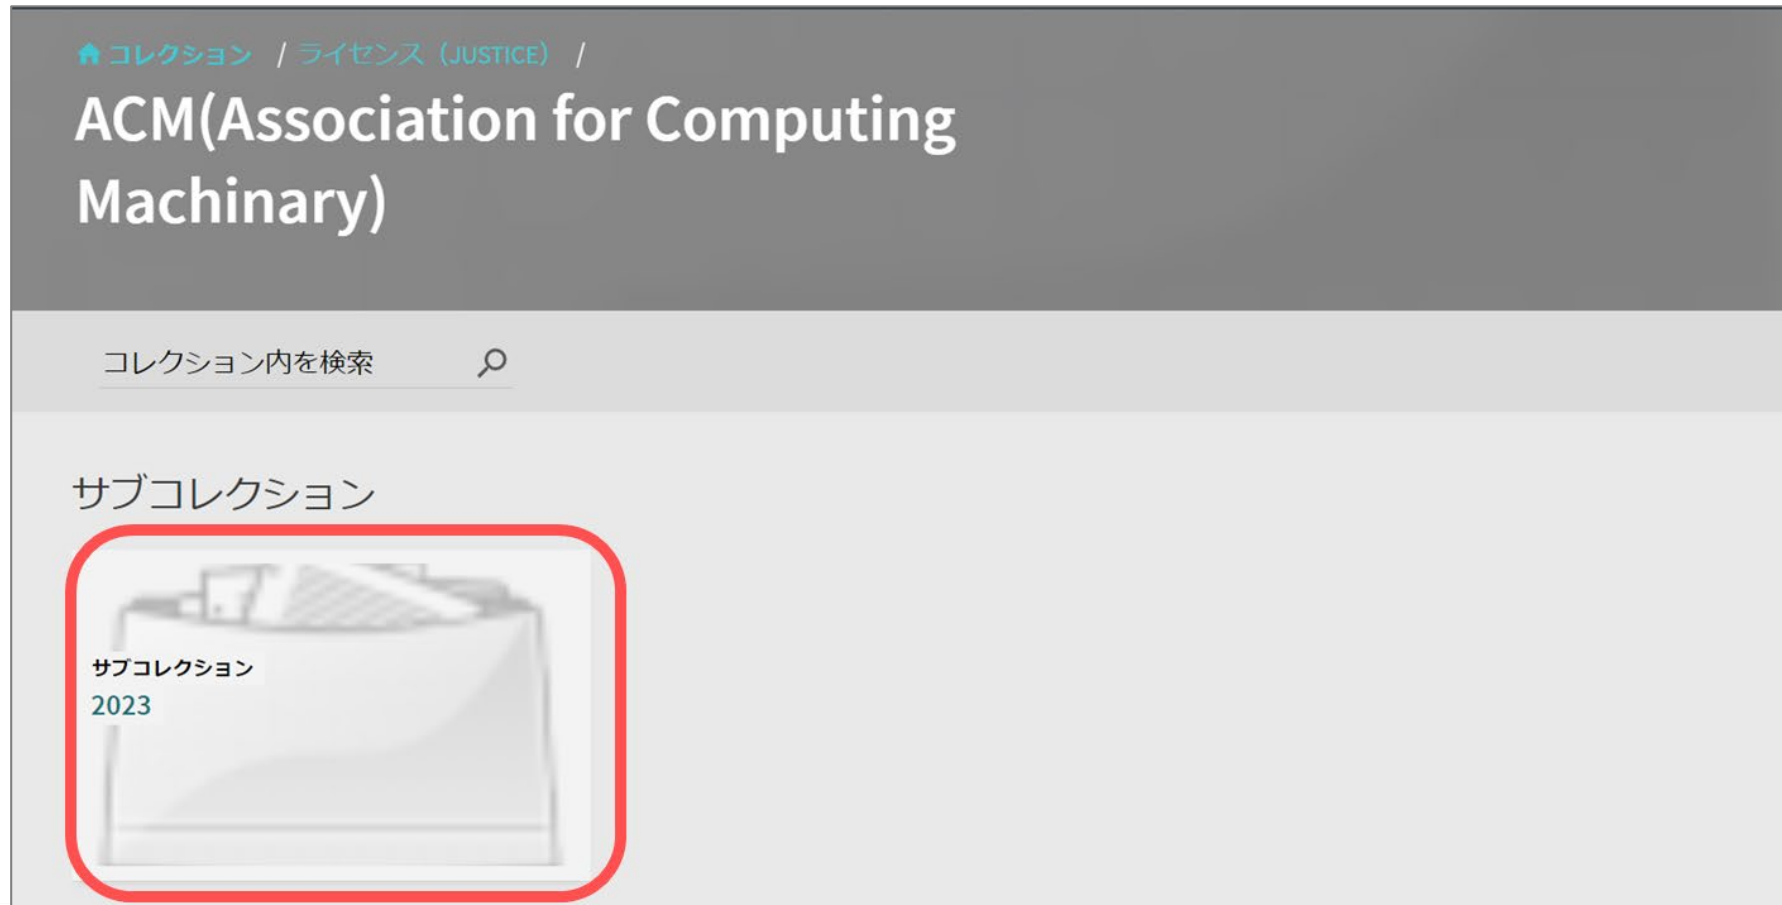 コレクション / ライセンス（JUSTICE） /
ACM(Association for Computing
Machinary)
コレクション内を検索
サブコレクション
サブコレクション
2023